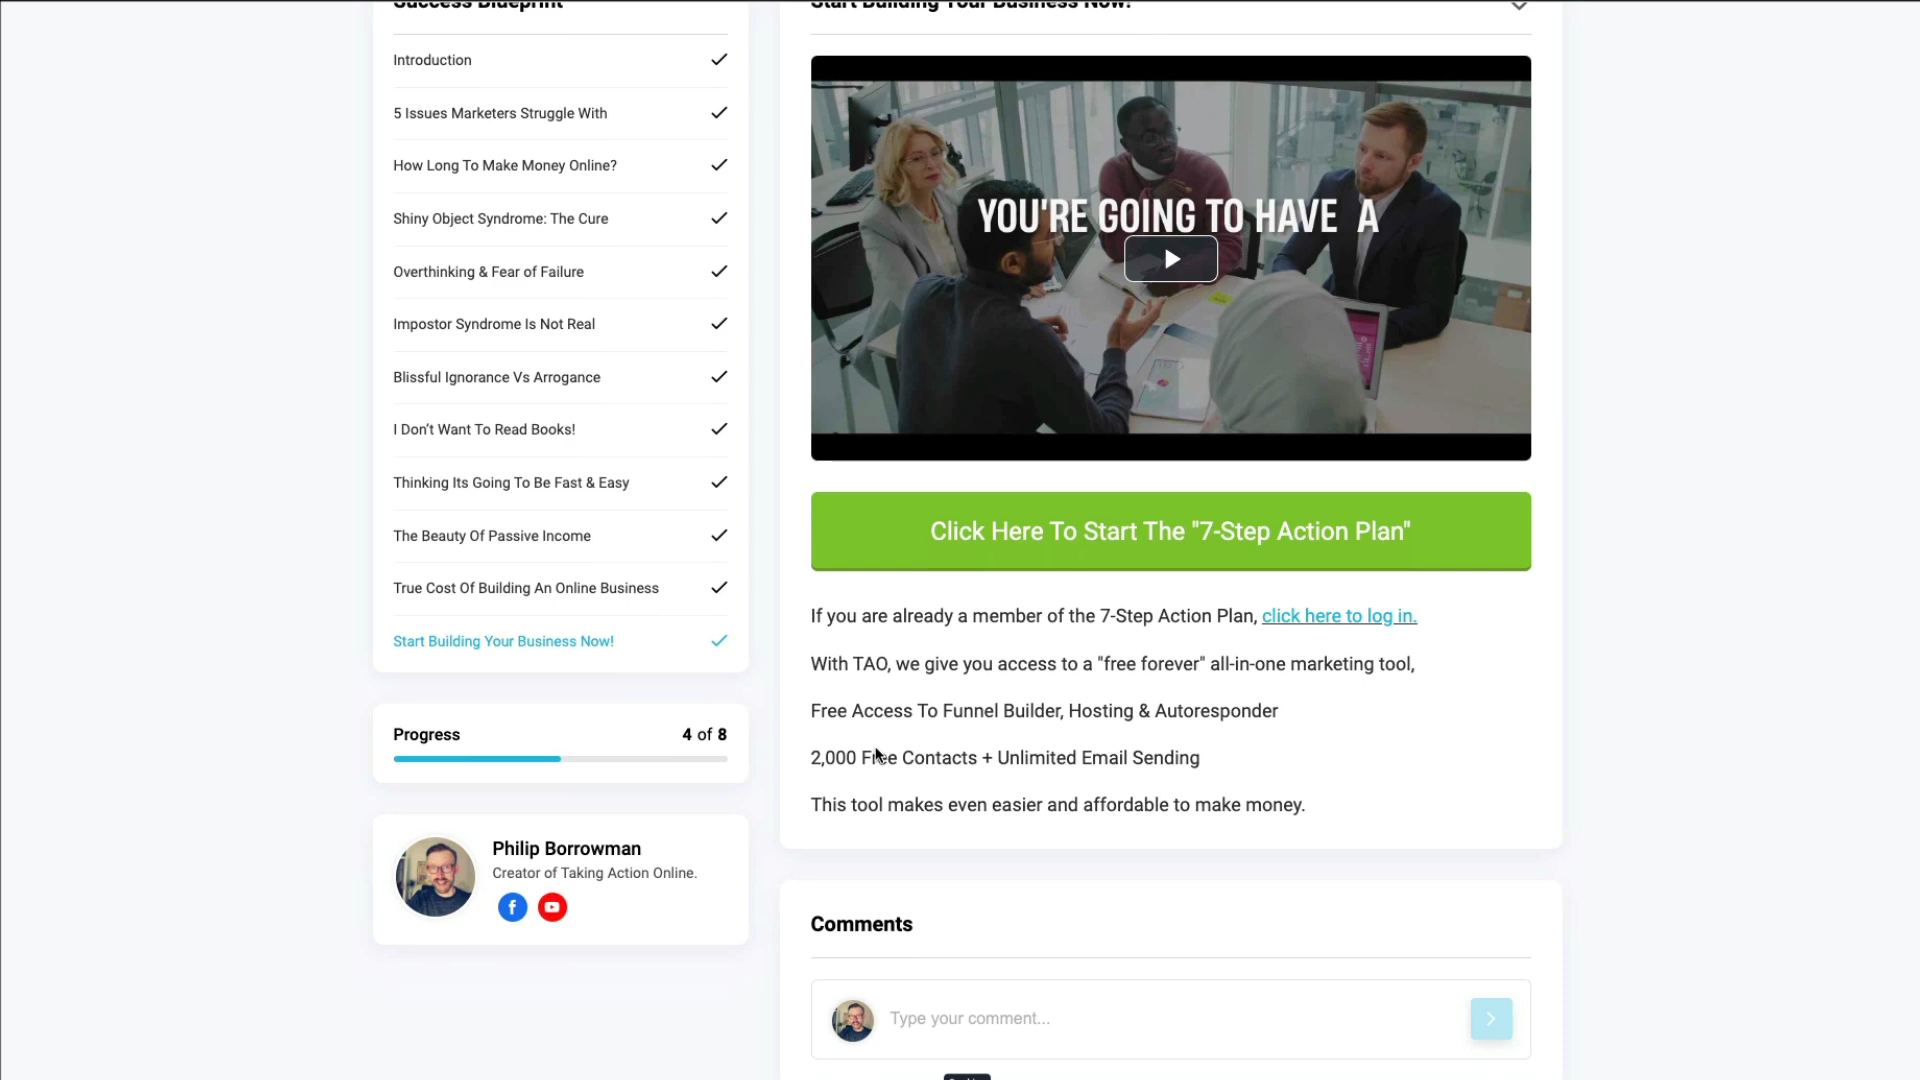 Success Blueprint
Introduction
5 Issues Marketers Struggle With
How Long To Make Money Online?
Shiny Object Syndrome: The Cure
Overthinking & Fear of Failure
Impostor Syndrome Is Not Real
Blissful Ignorance Vs Arrogance
I Don't Want To Read Books!
Thinking Its Going To Be Fast & Easy
The Beauty Of Passive Income
True Cost Of Building An Online Business
Start Building Your Business Now!
Progress 4 of 8
Philip Borrowman
Creator of Taking Action Online.
Start Building Your Business Now!
YOU'RE GOING TO HAVE A
Click Here To Start The "7-Step Action Plan"
If you are already a member of the 7-Step Action Plan, click here to log in.
With TAO, we give you access to a "free forever" all-in-one marketing tool,
Free Access To Funnel Builder, Hosting & Autoresponder
2,000 Free Contacts + Unlimited Email Sending
This tool makes even easier and affordable to make money.
Comments
Type your comment...